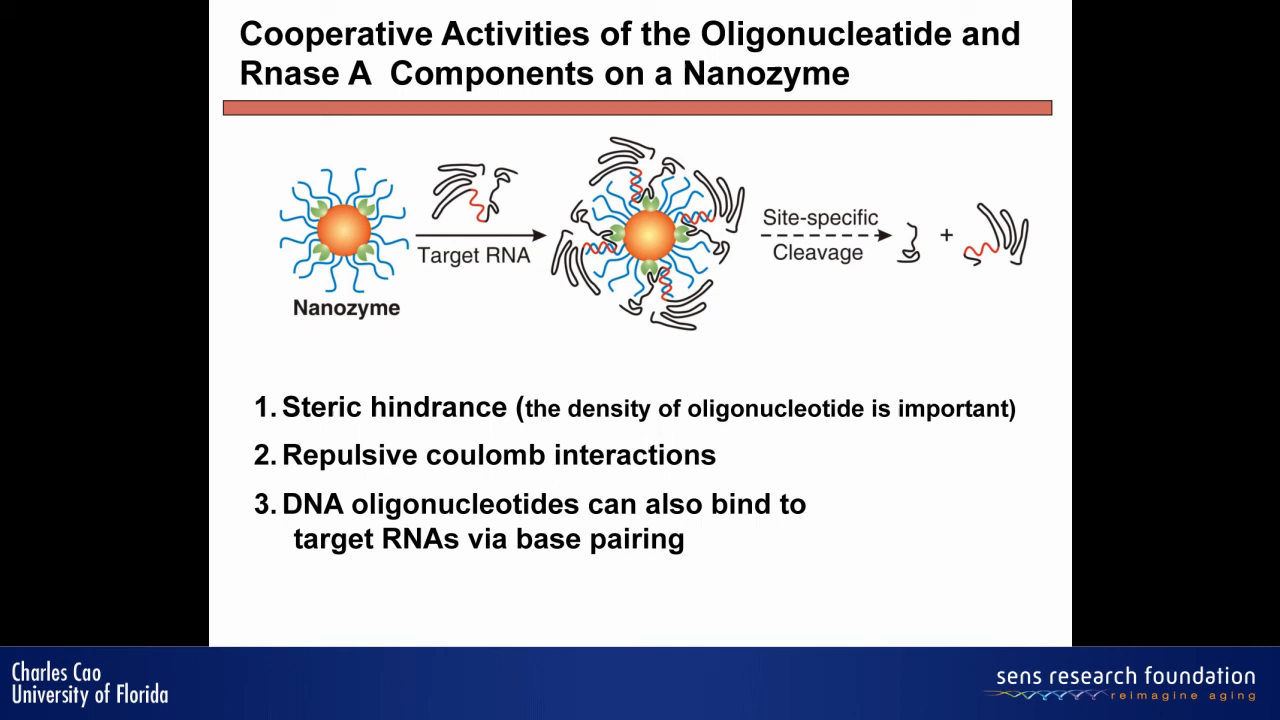 Cooperative Activities of the Oligonucleatide and
Rnase A Components on a Nanozyme
Target RNA
Site-specific
Cleavage
+
Nanozyme
1. Steric hindrance (the density of oligonucleotide is important)
2. Repulsive coulomb interactions
3. DNA oligonucleotides can also bind to
target RNAs via base pairing
Charles Cao
University of Florida
sens research foundation
reimagine aging